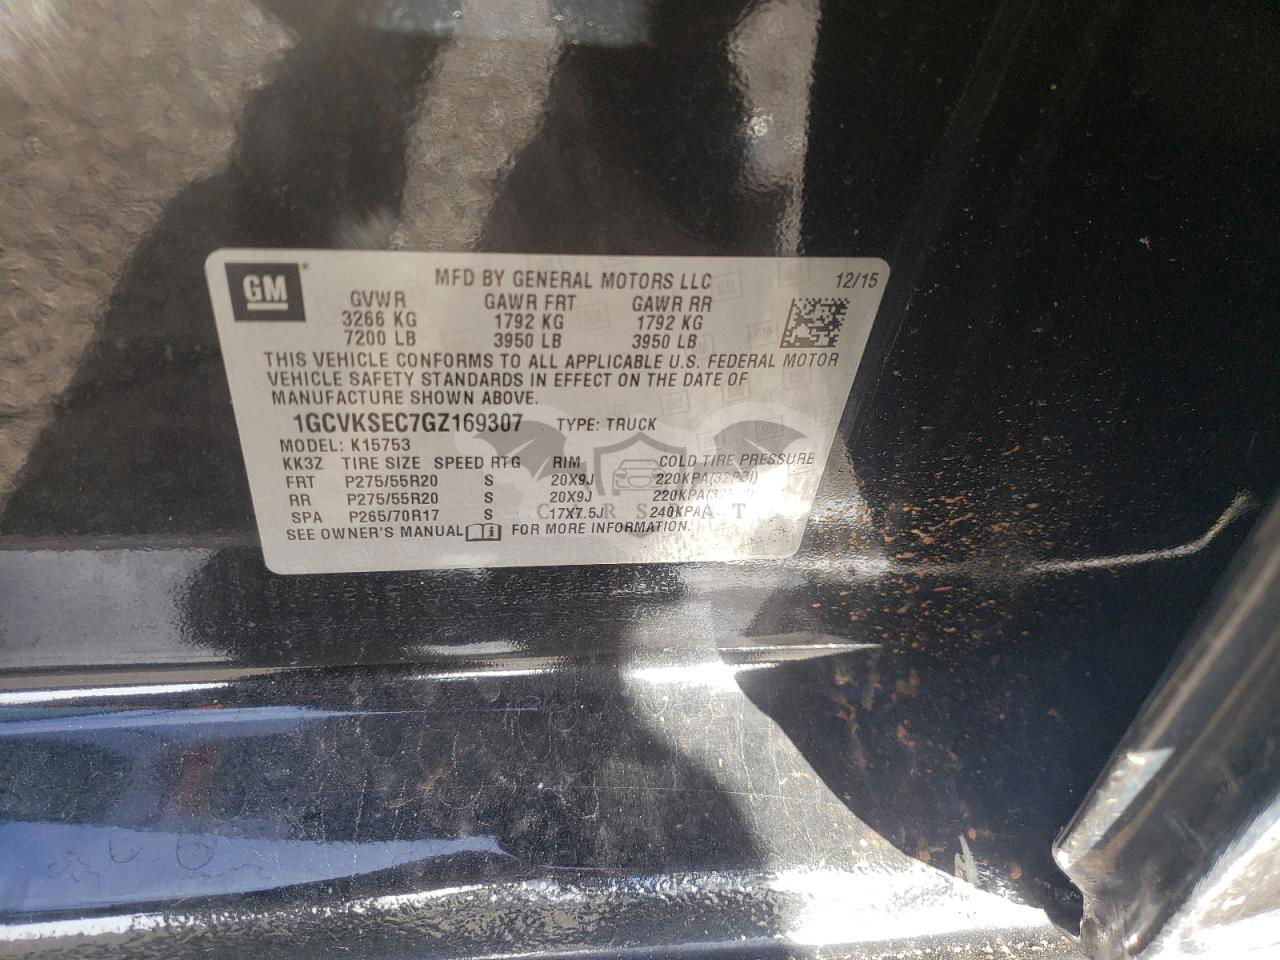 GM
MFD BY GENERAL MOTORS LLC 12/15
GVWR GAWR FRT GAWR RR
3266 KG 1792 KG 1792 KG
7200 LB 3950 LB 3950 LB
THIS VEHICLE CONFORMS TO ALL APPLICABLE U.S. FEDERAL MOTOR
VEHICLE SAFETY STANDARDS IN EFFECT ON THE DATE OF
MANUFACTURE SHOWN ABOVE.
1GCVKSEC7GZ169307 TYPE: TRUCK
MODEL: K15753
KK3Z TIRE SIZE SPEED RTG RIM COLD TIRE PRESSURE
FRT P275/55R20 S 20X9J 220KPA(32PSI)
RR P275/55R20 S 20X9J 220KPA
SPA P265/70R17 S 17X7.5J 240KPA
SEE OWNER'S MANUAL FOR MORE INFORMATION.